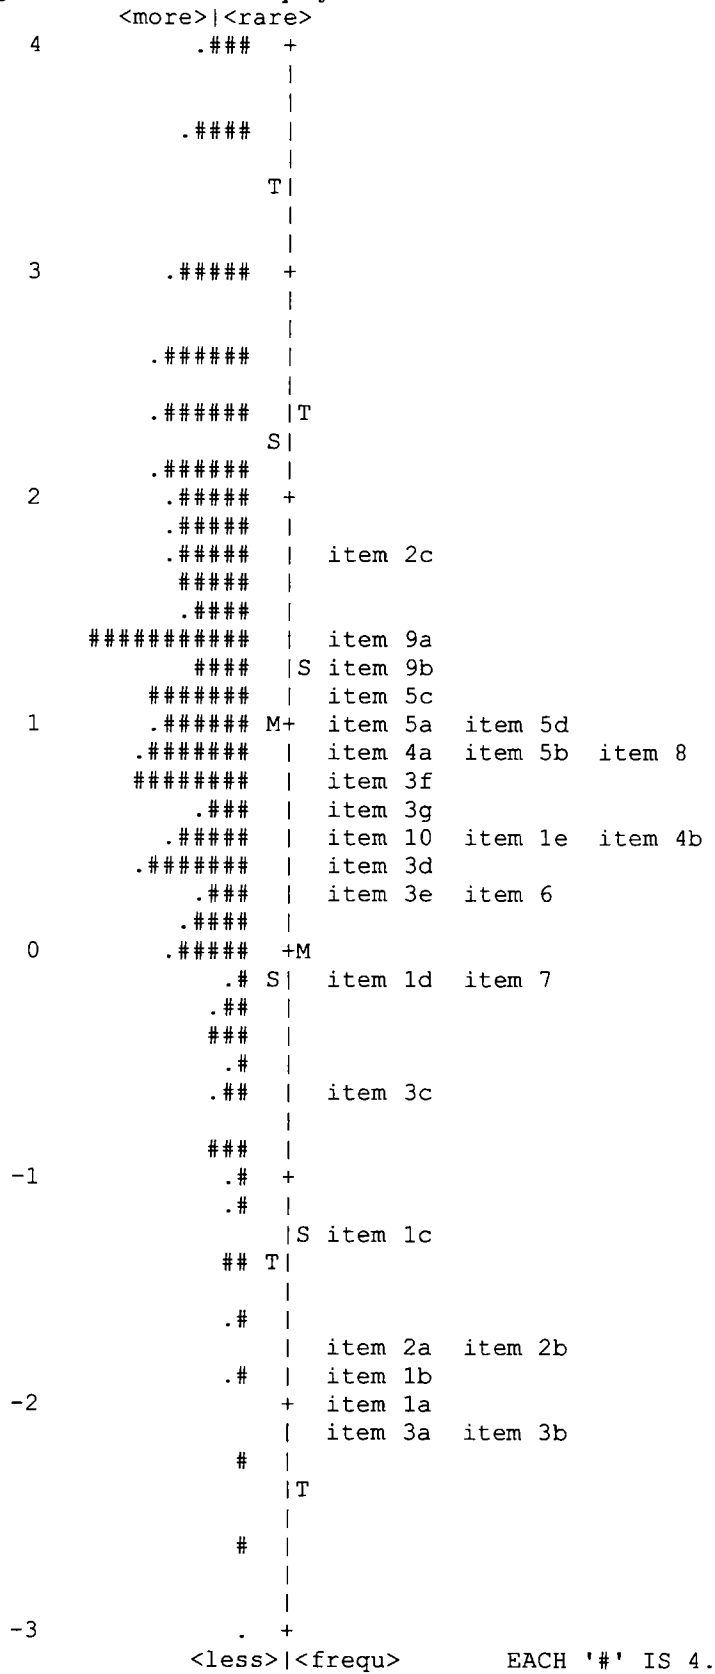 <more>|<rare>
4 .### +
|
|
.#### |
|
T|
|
|
3 .##### +
|
|
.###### |
|
.###### |T
S|
.###### |
2 .##### +
.##### |
.##### | item 2c
##### |
.#### |
########### | item 9a
#### |S item 9b
####### | item 5c
1 .###### M+ item 5a item 5d
.####### | item 4a item 5b item 8
######## | item 3f
.### | item 3g
.##### | item 10 item 1e item 4b
.####### | item 3d
.### | item 3e item 6
.#### |
0 .##### +M
.# S| item 1d item 7
.## |
### |
.# |
.## | item 3c
|
### |
-1 .# +
.# |
|S item 1c
## T|
|
.# |
| item 2a item 2b
.# | item 1b
-2 + item 1a
| item 3a item 3b
# |
|T
|
# |
|
|
-3 . +
<less>|<frequ> EACH '#' IS 4.